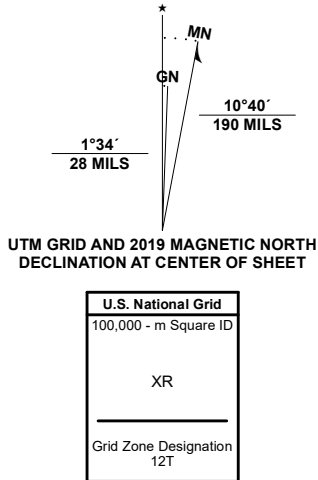 ★
MN
GN
10°40´
190 MILS
1°34´
28 MILS
UTM GRID AND 2019 MAGNETIC NORTH
DECLINATION AT CENTER OF SHEET
U.S. National Grid
100,000 - m Square ID
XR
Grid Zone Designation
12T